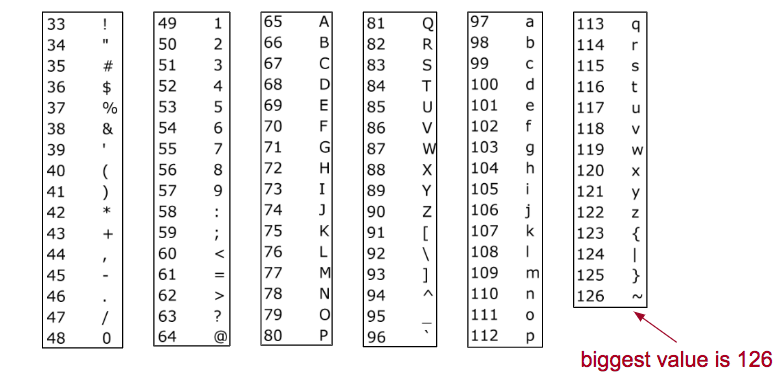 33 !
34 "
35 #
36 $
37 %
38 &
39 '
40 (
41 )
42 *
43 +
44 ,
45 -
46 .
47 /
48 0
49 1
50 2
51 3
52 4
53 5
54 6
55 7
56 8
57 9
58 :
59 ;
60 <
61 =
62 >
63 ?
64 @
65 A
66 B
67 C
68 D
69 E
70 F
71 G
72 H
73 I
74 J
75 K
76 L
77 M
78 N
79 O
80 P
81 Q
82 R
83 S
84 T
85 U
86 V
87 W
88 X
89 Y
90 Z
91 [
92 \
93 ]
94 ^
95 _
96 `
97 a
98 b
99 c
100 d
101 e
102 f
103 g
104 h
105 i
106 j
107 k
108 l
109 m
110 n
111 o
112 p
113 q
114 r
115 s
116 t
117 u
118 v
119 w
120 x
121 y
122 z
123 {
124 |
125 }
126 ~
biggest value is 126